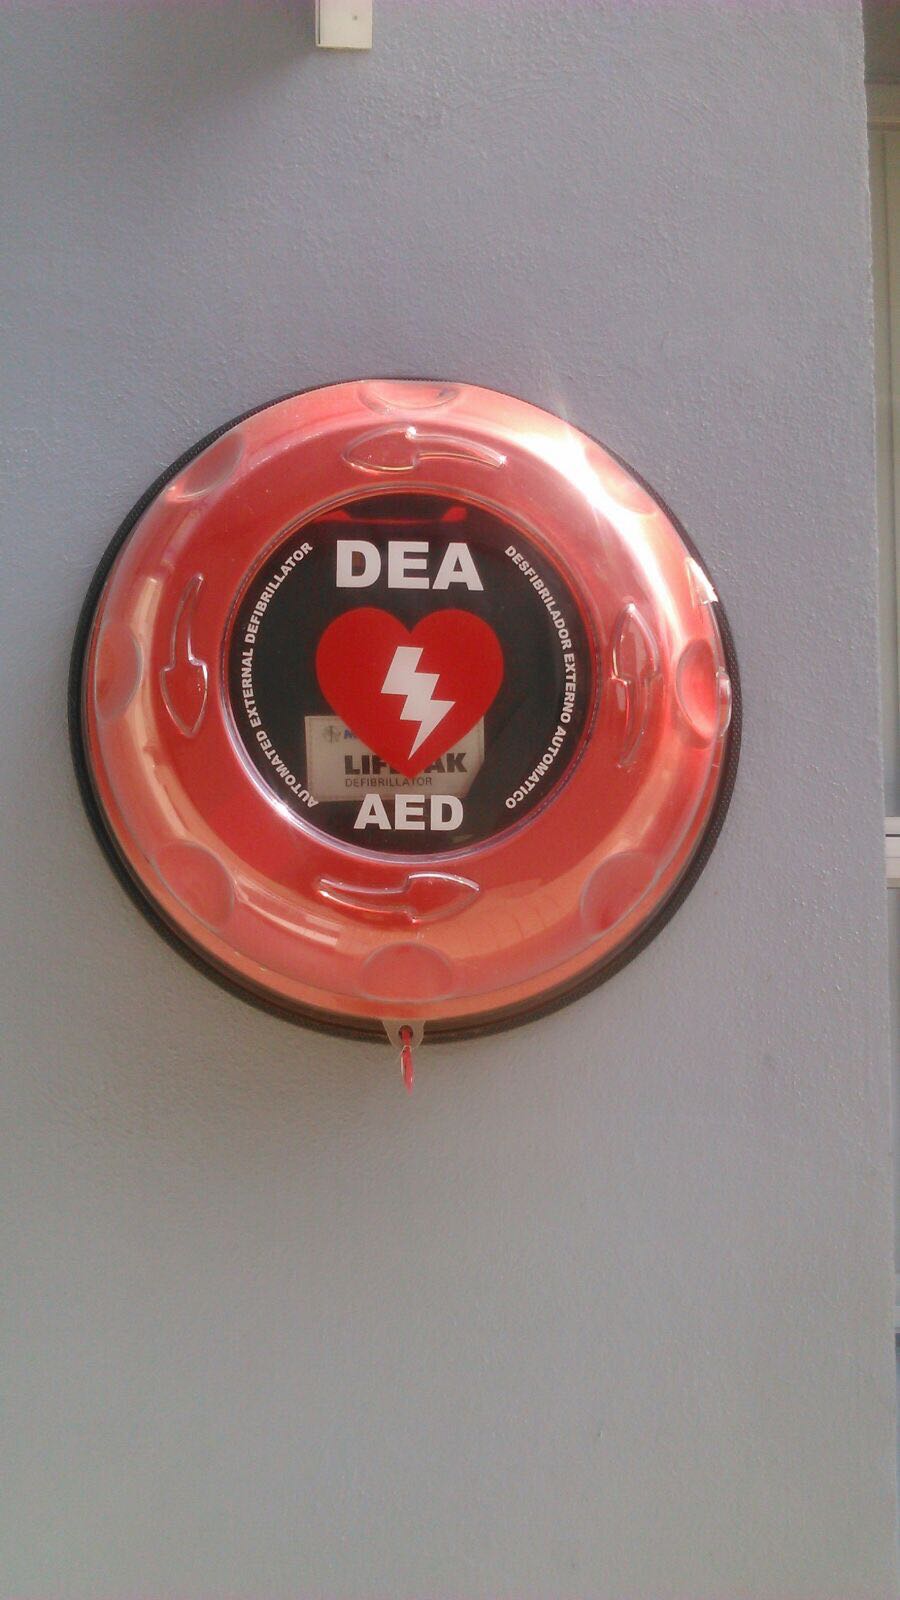 DEA
AUTOMATED EXTERNAL DEFIBRILLATOR
DESFIBRILADOR EXTERNO AUTOMATICO
DEFIBRILLATOR
AED